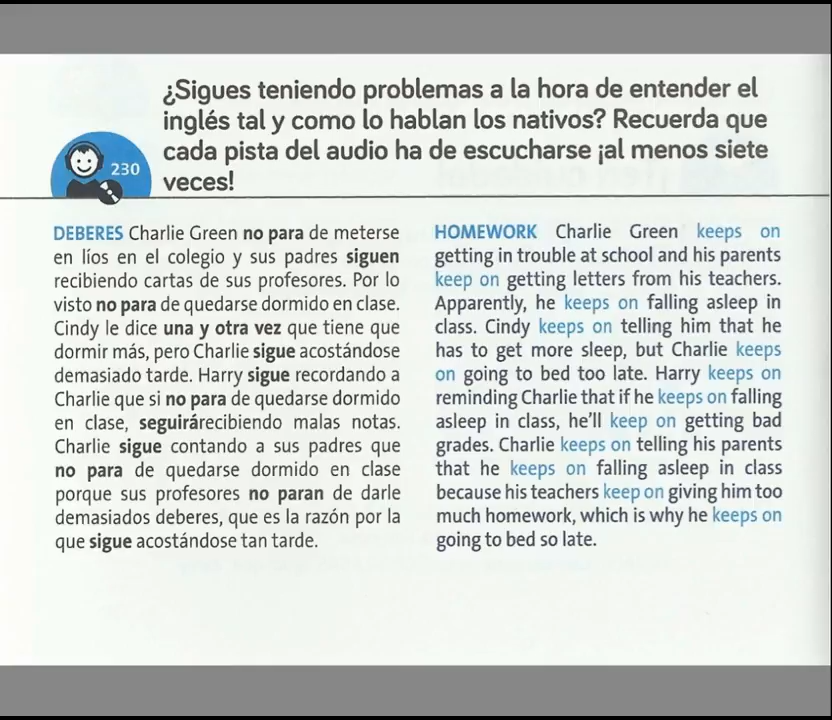 ¿Sigues teniendo problemas a la hora de entender el
inglés tal y como lo hablan los nativos? Recuerda que
cada pista del audio ha de escucharse ¡al menos siete
veces!
230
DEBERES Charlie Green no para de meterse
en líos en el colegio y sus padres siguen
recibiendo cartas de sus profesores. Por lo
visto no para de quedarse dormido en clase.
Cindy le dice una y otra vez que tiene que
dormir más, pero Charlie sigue acostándose
demasiado tarde. Harry sigue recordando a
Charlie que si no para de quedarse dormido
en clase, seguirárecibiendo malas notas.
Charlie sigue contando a sus padres que
no para de quedarse dormido en clase
porque sus profesores no paran de darle
demasiados deberes, que es la razón por la
que sigue acostándose tan tarde.
HOMEWORK Charlie Green keeps on
getting in trouble at school and his parents
keep on getting letters from his teachers.
Apparently, he keeps on falling asleep in
class. Cindy keeps on telling him that he
has to get more sleep, but Charlie keeps
on going to bed too late. Harry keeps on
reminding Charlie that if he keeps on falling
asleep in class, he'll keep on getting bad
grades. Charlie keeps on telling his parents
that he keeps on falling asleep in class
because his teachers keep on giving him too
much homework, which is why he keeps on
going to bed so late.